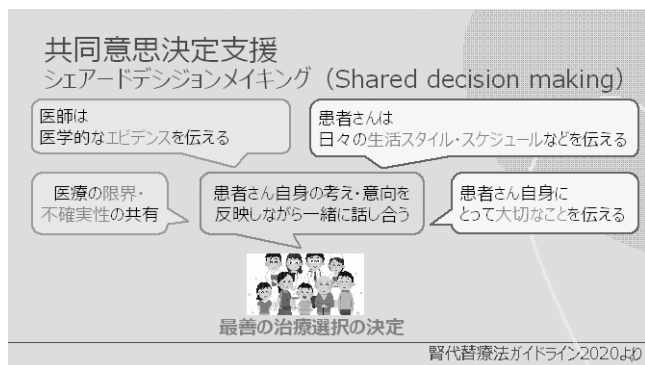 共同意思決定支援
シェアードデシジョンメイキング（Shared decision making）
医師は
医学的なエビデンスを伝える
患者さんは
日々の生活スタイル・スケジュールなどを伝える
医療の限界・
不確実性の共有
患者さん自身の考え・意向を
反映しながら一緒に話し合う
患者さん自身に
とって大切なことを伝える
最善の治療選択の決定
腎代替療法ガイドライン2020より